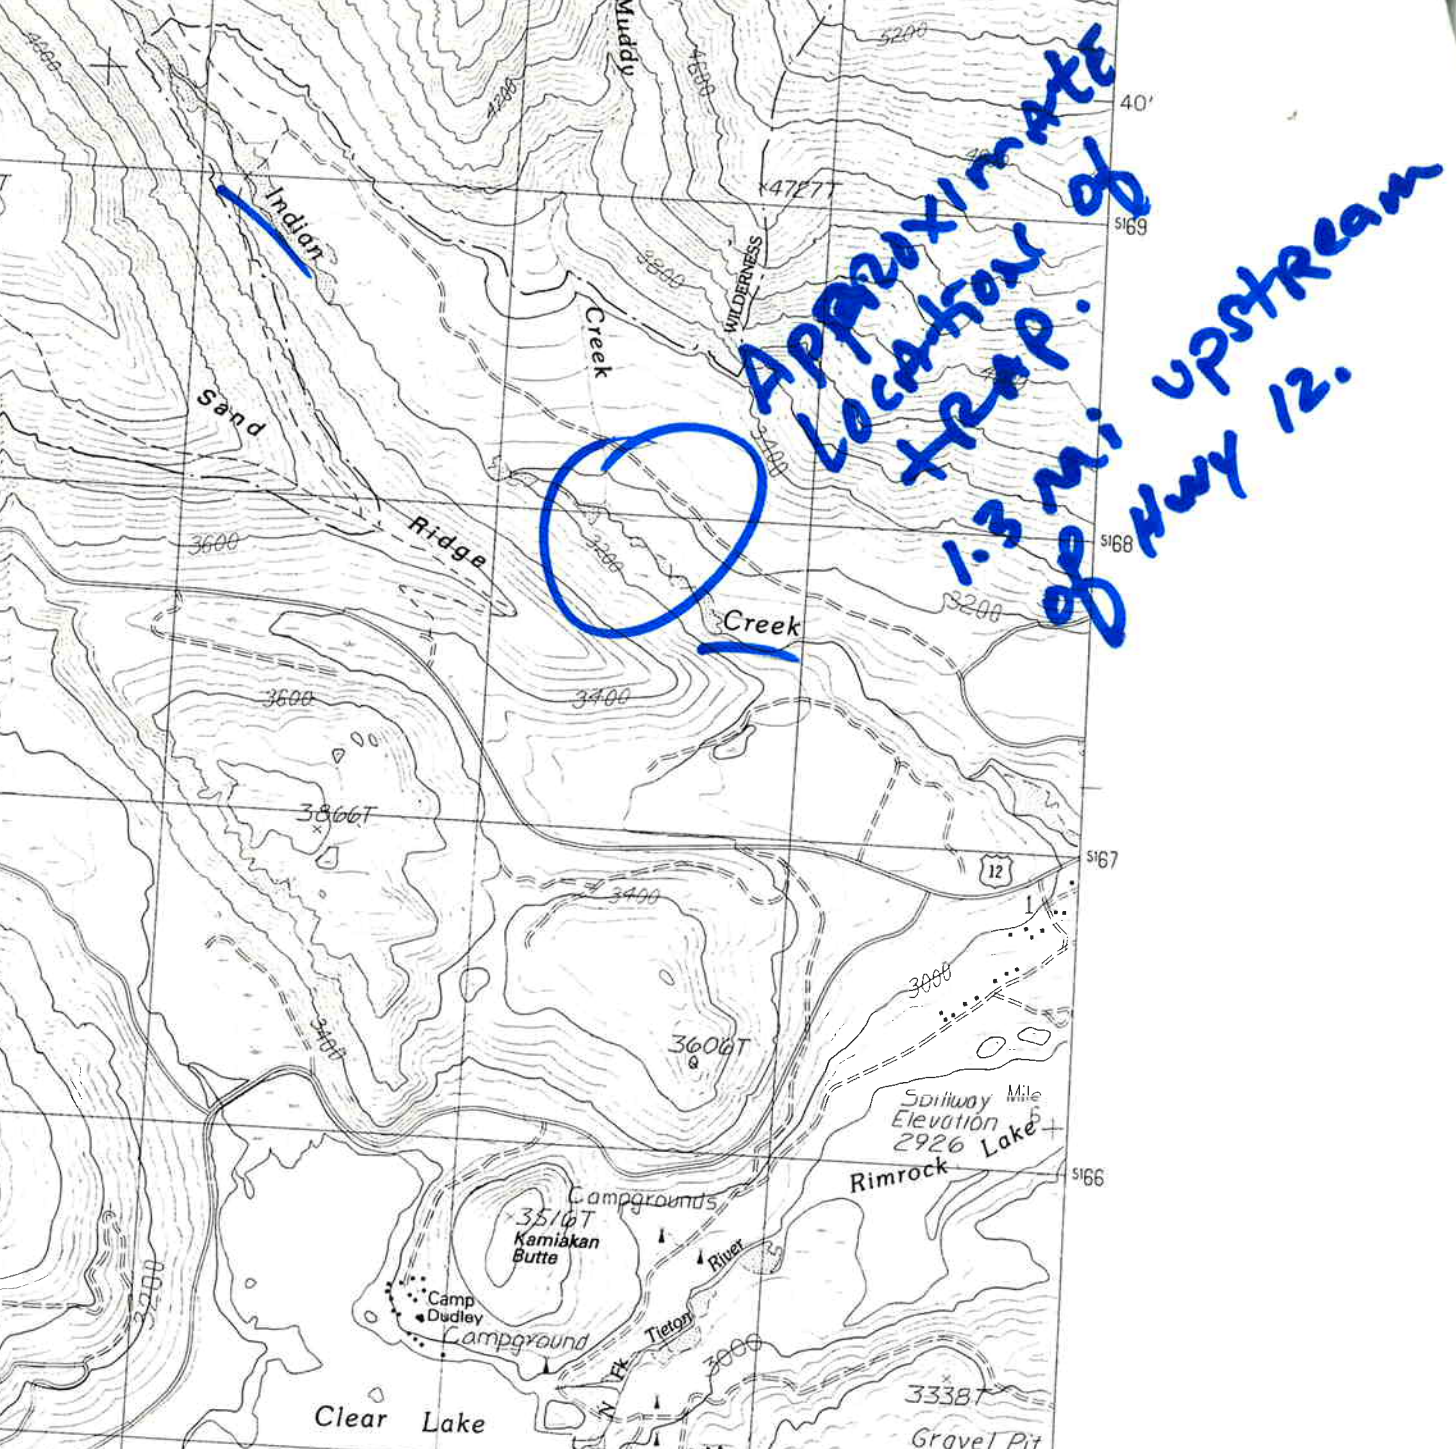 Muddy
4000
4200
4600
5200
40'
APPROXIMATE
LOCATION of
tRAP.
1.3 Mi upstream
of Hwy 12.
×4727T
5169
Indian
3800
WILDERNESS
Creek
Sand
3400
Ridge
3600
3200
5168
3200
Creek
3600
3400
3866T
5167
12
3400
1
3000
3606T
3400
Spillway
Elevation
2926
Mile
5
Rimrock Lake
5166
Campgrounds
3516T
Kamiakan
Butte
River
3200
Camp
Dudley
Campground
Tieton
3000
Fk
N
3338T
Clear Lake
Gravel Pit